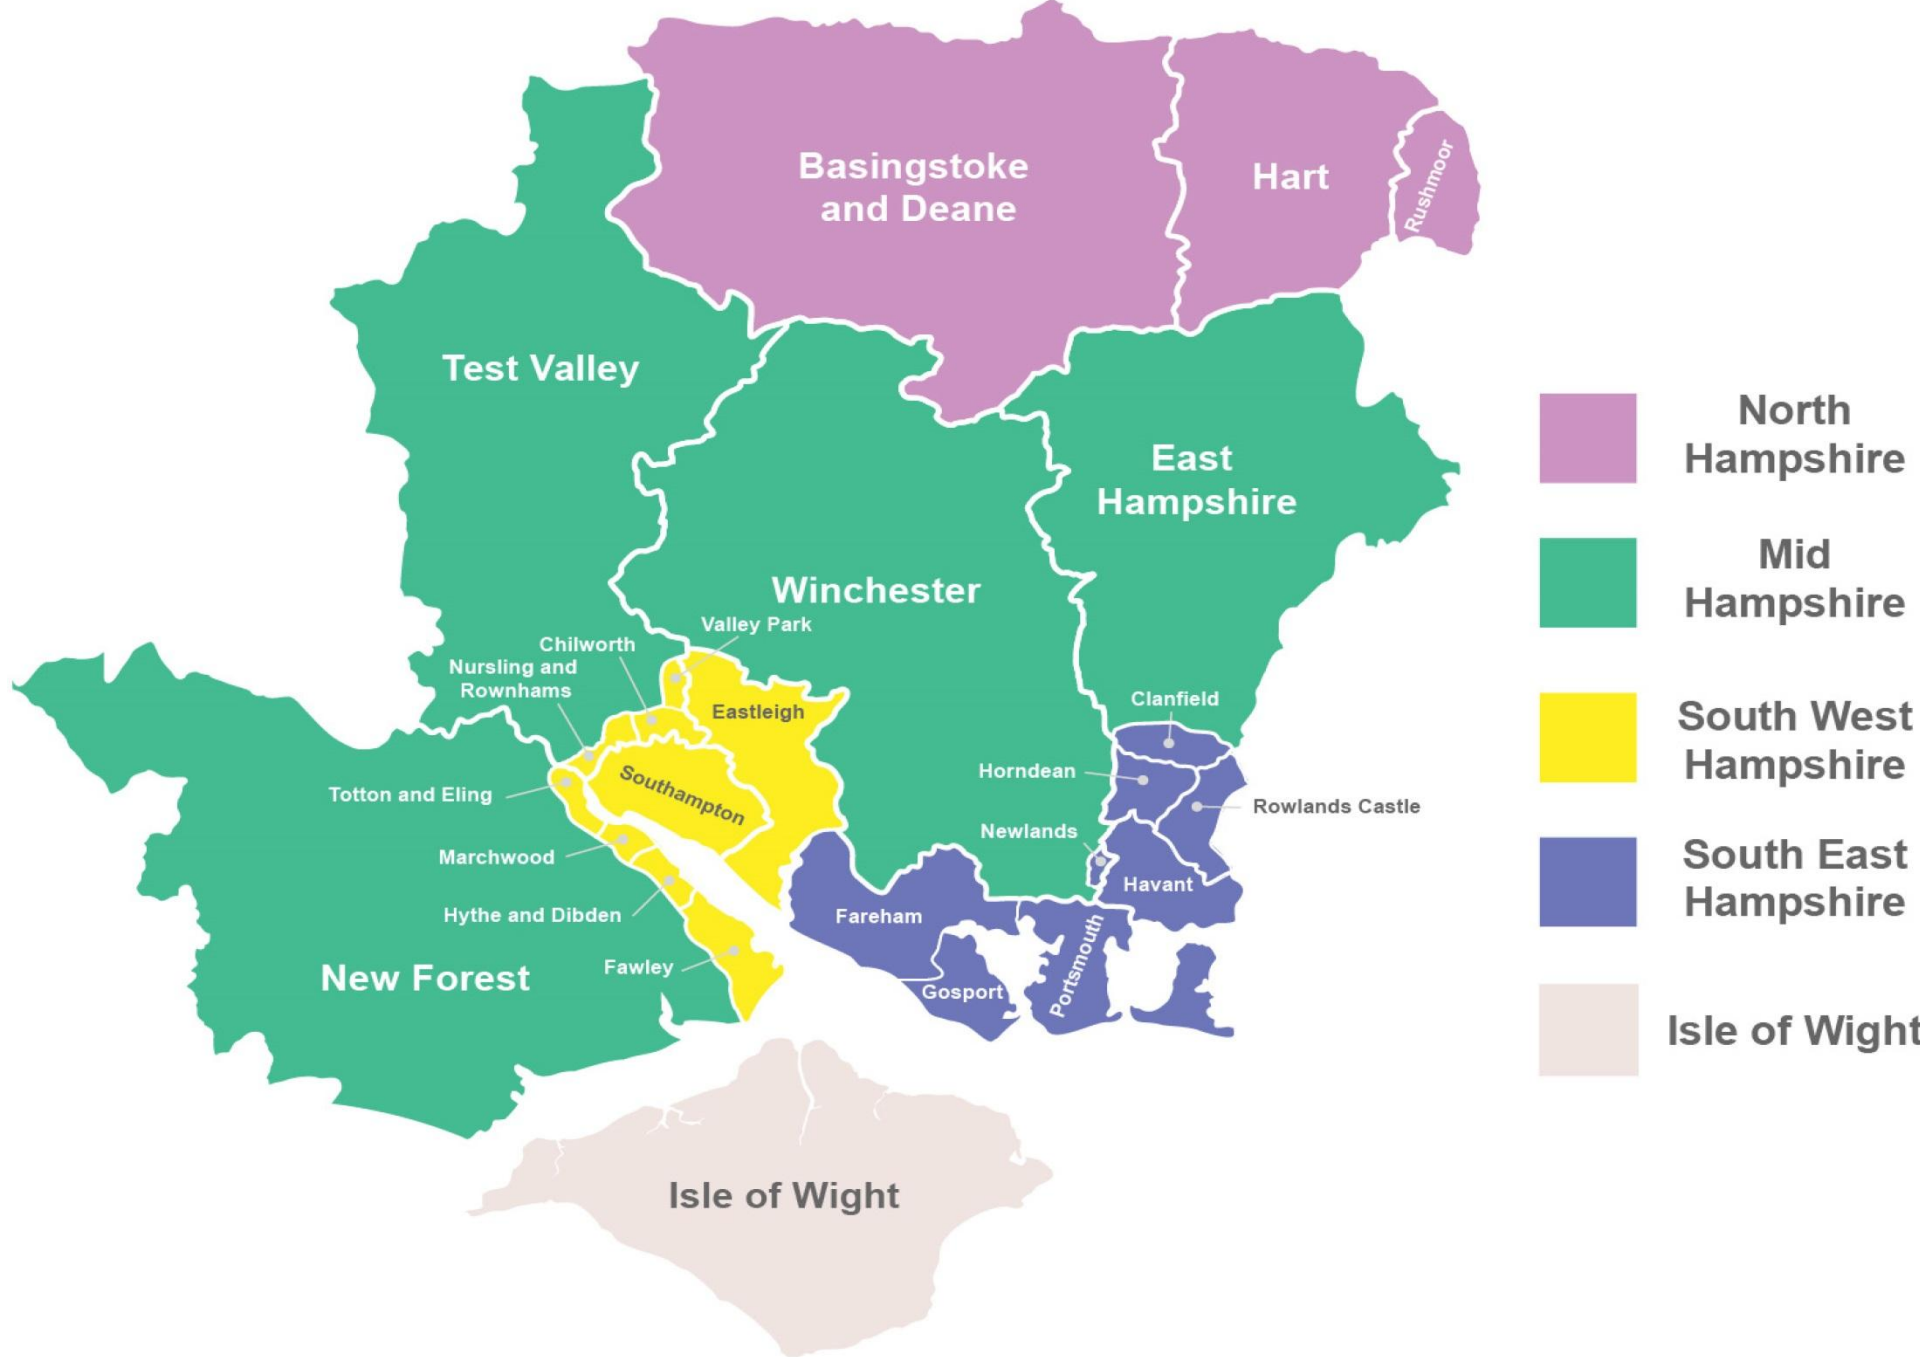 Basingstoke
and Deane
Hart
Rushmoor
Test Valley
East
Hampshire
Winchester
Valley Park
Chilworth
Nursling and
Rownhams
Eastleigh
Southampton
Totton and Eling
Marchwood
Hythe and Dibden
Fawley
New Forest
Clanfield
Horndean
Rowlands Castle
Newlands
Havant
Fareham
Portsmouth
Gosport
Isle of Wight
North
Hampshire
Mid
Hampshire
South West
Hampshire
South East
Hampshire
Isle of Wight